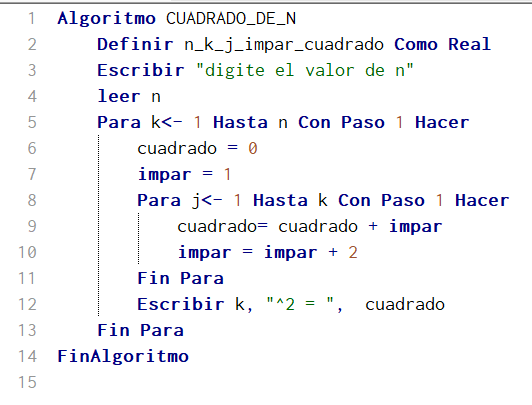 1 Algoritmo CUADRADO_DE_N
2 Definir n_k_j_impar_cuadrado Como Real
3 Escribir "digite el valor de n"
4 leer n
5 Para k<- 1 Hasta n Con Paso 1 Hacer
6 cuadrado = 0
7 impar = 1
8 Para j<- 1 Hasta k Con Paso 1 Hacer
9 cuadrado= cuadrado + impar
10 impar = impar + 2
11 Fin Para
12 Escribir k, "^2 = ",  cuadrado
13 Fin Para
14 FinAlgoritmo
15